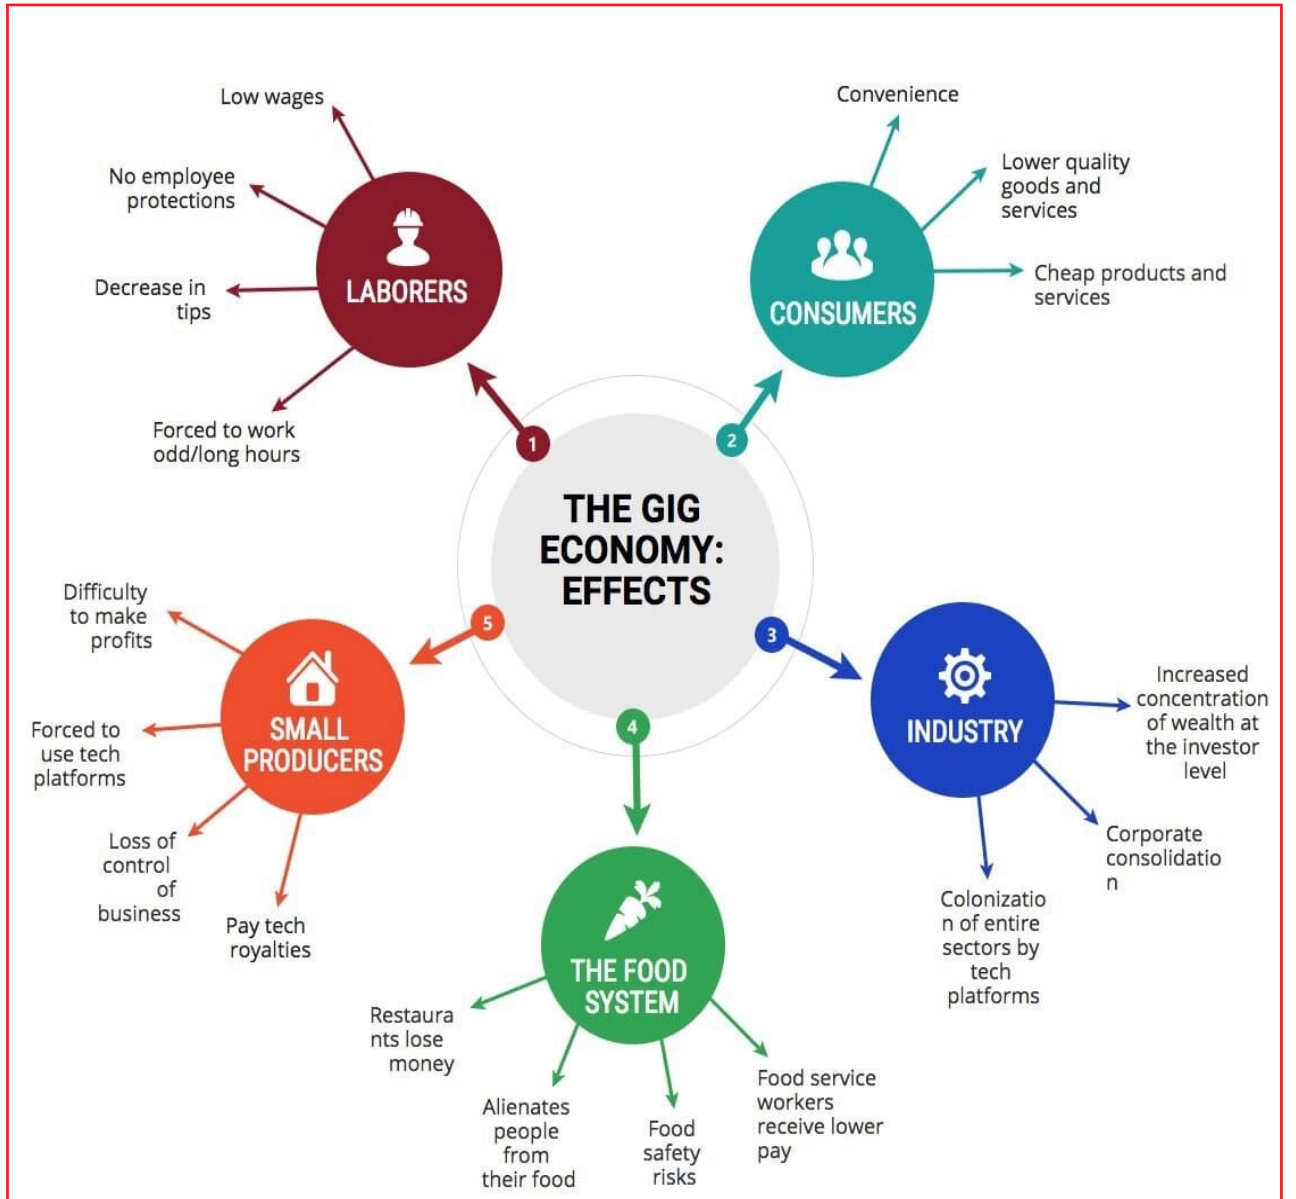 THE GIG
ECONOMY:
EFFECTS
1
LABORERS
Low wages
No employee
protections
Decrease in
tips
Forced to work
odd/long hours
2
CONSUMERS
Convenience
Lower quality
goods and
services
Cheap products and
services
3
INDUSTRY
Increased
concentration
of wealth at
the investor
level
Corporate
consolidatio
n
Colonizatio
n of entire
sectors by
tech
platforms
4
THE FOOD
SYSTEM
Food service
workers
receive lower
pay
Food
safety
risks
Alienates
people
from
their food
Restaura
nts lose
money
5
SMALL
PRODUCERS
Difficulty
to make
profits
Forced to
use tech
platforms
Loss of
control
of
business
Pay tech
royalties